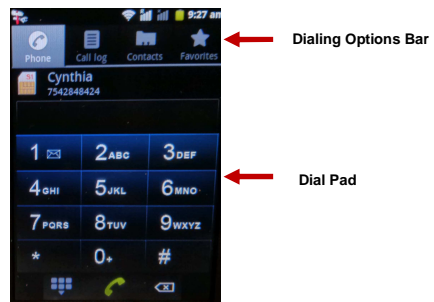 9:27 am
Phone Call log Contacts Favorites
Dialing Options Bar
Cynthia
7542848424
1 2ABC 3DEF
4GHI 5JKL 6MNO
Dial Pad
7PQRS 8TUV 9WXYZ
* 0+ #